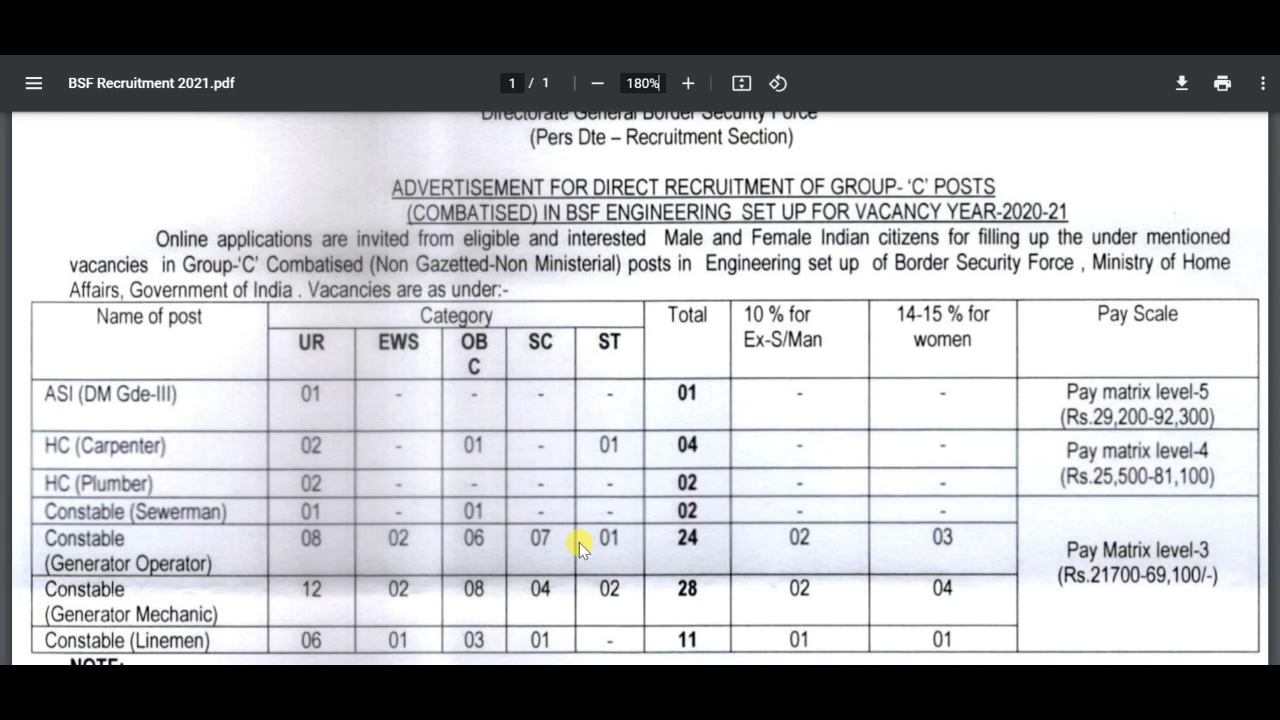 BSF Recruitment 2021.pdf
1 / 1
180%
Directorate General Border Security Force
(Pers Dte – Recruitment Section)
ADVERTISEMENT FOR DIRECT RECRUITMENT OF GROUP- 'C' POSTS
(COMBATISED) IN BSF ENGINEERING SET UP FOR VACANCY YEAR-2020-21
Online applications are invited from eligible and interested Male and Female Indian citizens for filling up the under mentioned
vacancies in Group-'C' Combatised (Non Gazetted-Non Ministerial) posts in Engineering set up of Border Security Force , Ministry of Home
Affairs, Government of India . Vacancies are as under:-
Name of post Category Total 10 % for 14-15 % for Pay Scale
UR EWS OB SC ST Ex-S/Man women
C
ASI (DM Gde-III) 01 - - - - 01 - - Pay matrix level-5
(Rs.29,200-92,300)
HC (Carpenter) 02 - 01 - 01 04 - - Pay matrix level-4
(Rs.25,500-81,100)
HC (Plumber) 02 - - - - 02 - -
Constable (Sewerman) 01 - 01 - - 02 - -
Constable 08 02 06 07 01 24 02 03 Pay Matrix level-3
(Generator Operator) (Rs.21700-69,100/-)
Constable 12 02 08 04 02 28 02 04
(Generator Mechanic)
Constable (Linemen) 06 01 03 01 - 11 01 01
NOTE: